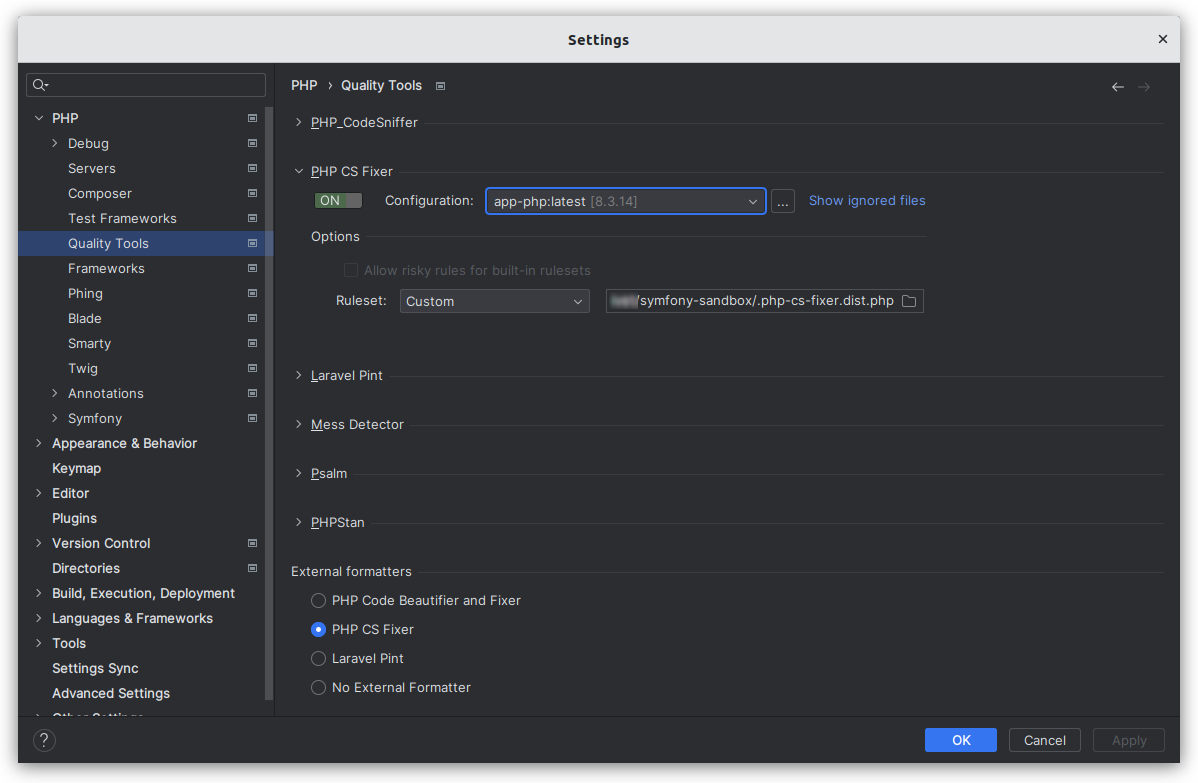 Settings
PHP › Quality Tools
PHP
Debug
Servers
Composer
Test Frameworks
Quality Tools
Frameworks
Phing
Blade
Smarty
Twig
Annotations
Symfony
Appearance & Behavior
Keymap
Editor
Plugins
Version Control
Directories
Build, Execution, Deployment
Languages & Frameworks
Tools
Settings Sync
Advanced Settings
Other Settings
PHP_CodeSniffer
PHP CS Fixer
ON Configuration: app-php:latest [8.3.14] ... Show ignored files
Options
Allow risky rules for built-in rulesets
Ruleset: Custom /symfony-sandbox/.php-cs-fixer.dist.php
Laravel Pint
Mess Detector
Psalm
PHPStan
External formatters
PHP Code Beautifier and Fixer
PHP CS Fixer
Laravel Pint
No External Formatter
? OK Cancel Apply